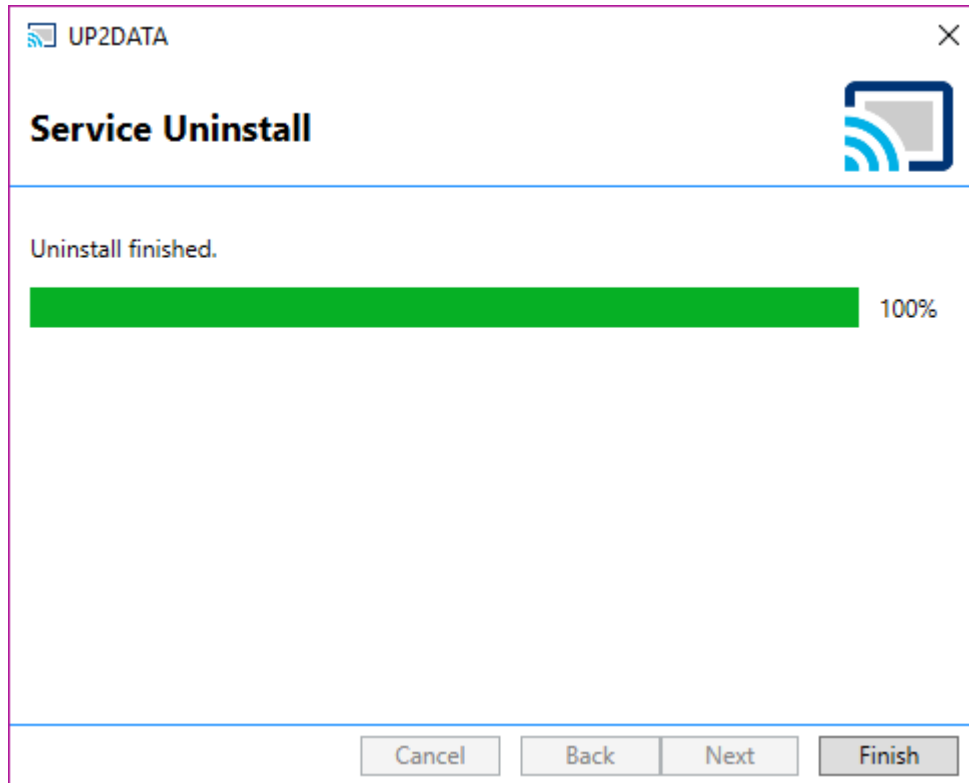 UP2DATA
Service Uninstall
Uninstall finished.
100%
Cancel Back Next Finish